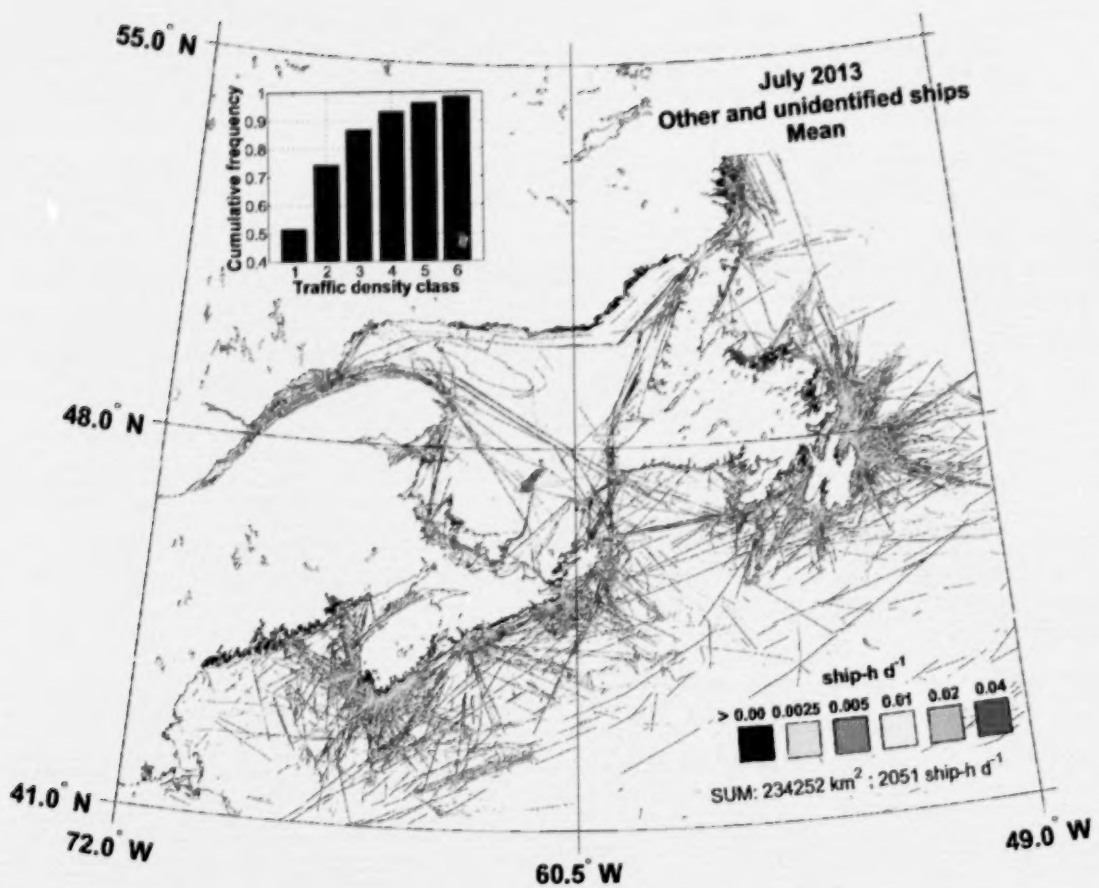 55.0° N
July 2013
Other and unidentified ships
Mean
Cumulative frequency
1
0.9
0.8
0.7
0.6
0.5
0.4
1 2 3 4 5 6
Traffic density class
48.0° N
ship-h d-1
> 0.00 0.0025 0.005 0.01 0.02 0.04
SUM: 234252 km2 ; 2051 ship-h d-1
41.0° N
72.0° W
60.5° W
49.0° W